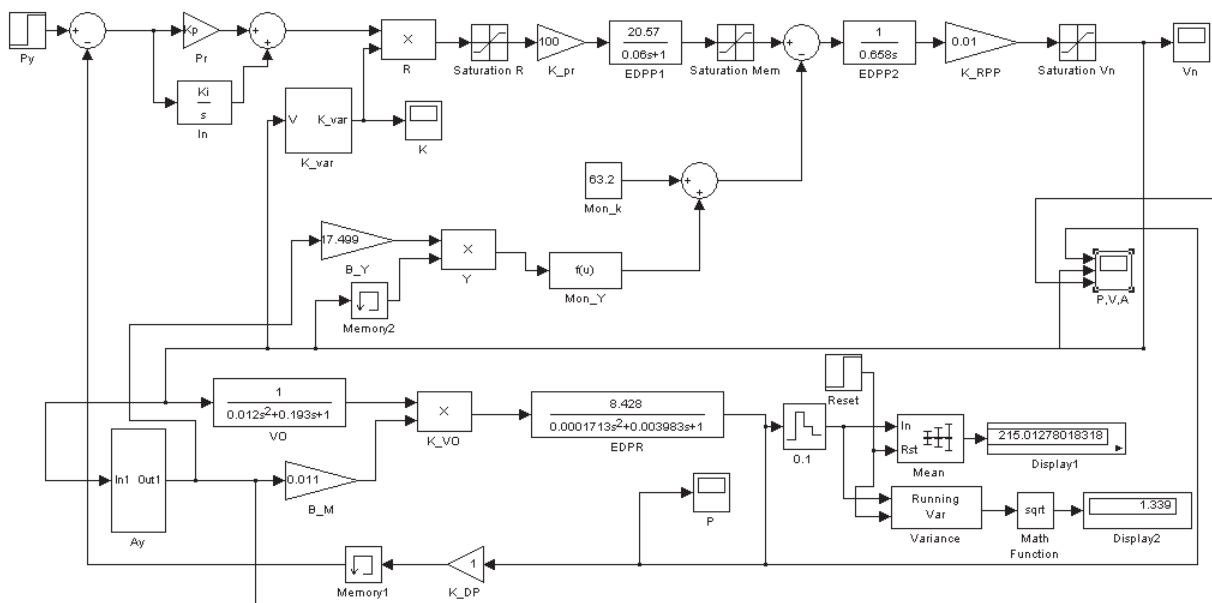 Py
+
−
Kp
Pr
+
+
Ki
s
In
×
R
Saturation R
100
K_pr
20.57
0.06s+1
EDPP1
Saturation Mem
+
−
1
0.658s
EDPP2
0.01
K_RPP
Saturation Vn
Vn
V K_var
K_var
K
63.2
Mon_k
+
+
17.499
B_Y
×
Y
f(u)
Mon_Y
Memory2
P,V,A
1
0.012s²+0.193s+1
VO
×
K_VO
8.428
0.0001713s²+0.003983s+1
EDPR
Reset
0.1
In
Rst
Mean
215.01278018318
Display1
In1 Out1
Ay
0.011
B_M
P
Running
Var
Variance
sqrt
Math
Function
1.339
Display2
Memory1
1
K_DP